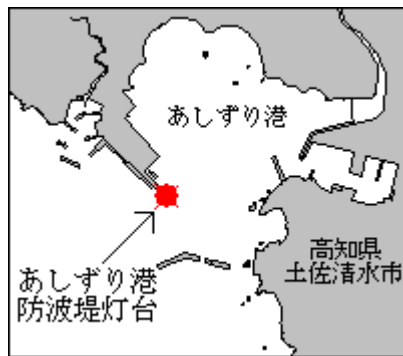 あしずり港
高知県
土佐清水市
あしずり港
防波堤灯台